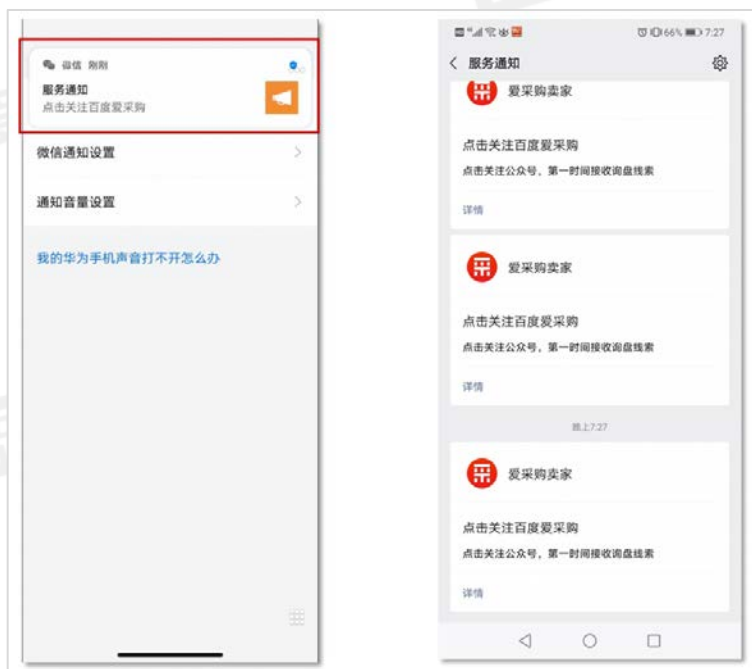 微信 刚刚
服务通知
点击关注百度爱采购
微信通知设置
通知音量设置
我的华为手机声音打不开怎么办
66% 7:27
服务通知
爱采购卖家
点击关注百度爱采购
点击关注公众号，第一时间接收询盘线索
详情
爱采购卖家
点击关注百度爱采购
点击关注公众号，第一时间接收询盘线索
详情
晚上7:27
爱采购卖家
点击关注百度爱采购
点击关注公众号，第一时间接收询盘线索
详情